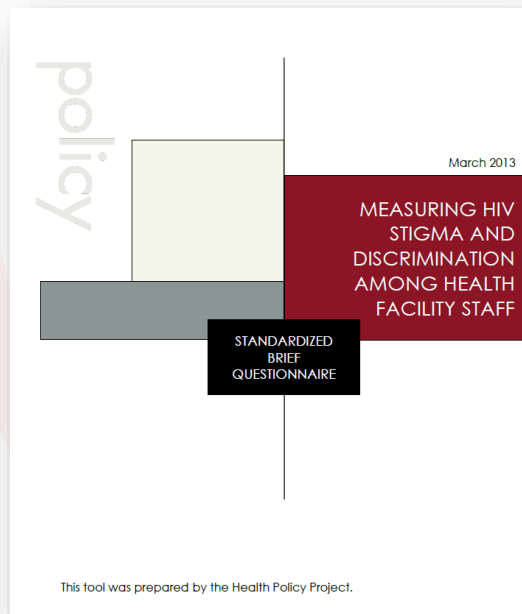 policy
March 2013
MEASURING HIV
STIGMA AND
DISCRIMINATION
AMONG HEALTH
FACILITY STAFF
STANDARDIZED
BRIEF
QUESTIONNAIRE
This tool was prepared by the Health Policy Project.